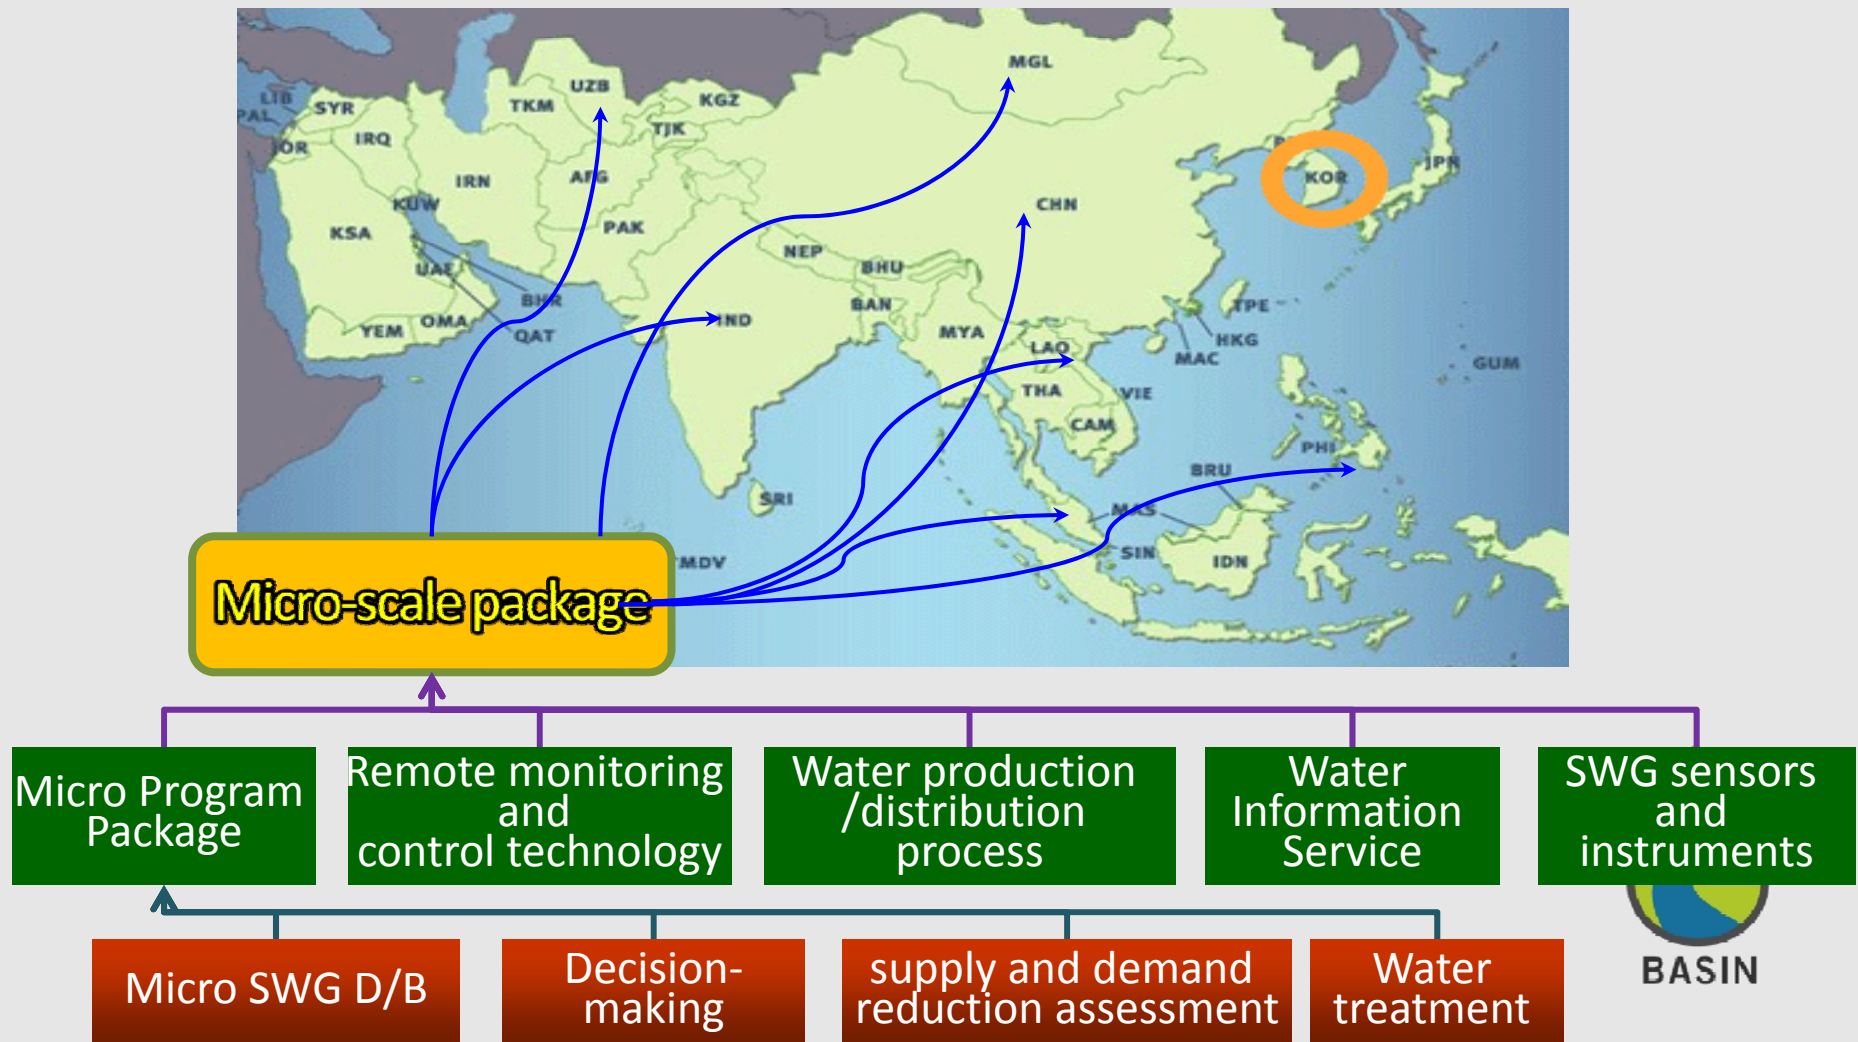 MGL
UZB
KGZ
TKM
LIB
SYR
PAL
TJK
IRQ
JOR
JPN
KOR
AFG
IRN
KUW
CHN
PAK
KSA
NEP
BHU
UAE
BHR
BAN
TPE
OMA
IND
YEM
MYA
QAT
HKG
LAO
MAC
GUM
THA
VIE
CAM
PHI
BRU
SRI
MAS
SIN
MDV
IDN
Micro-scale package
Micro Program
Package
Remote monitoring
and
control technology
Water production
/distribution
process
Water
Information
Service
SWG sensors
and
instruments
Micro SWG D/B
Decision-
making
supply and demand
reduction assessment
Water
treatment
BASIN